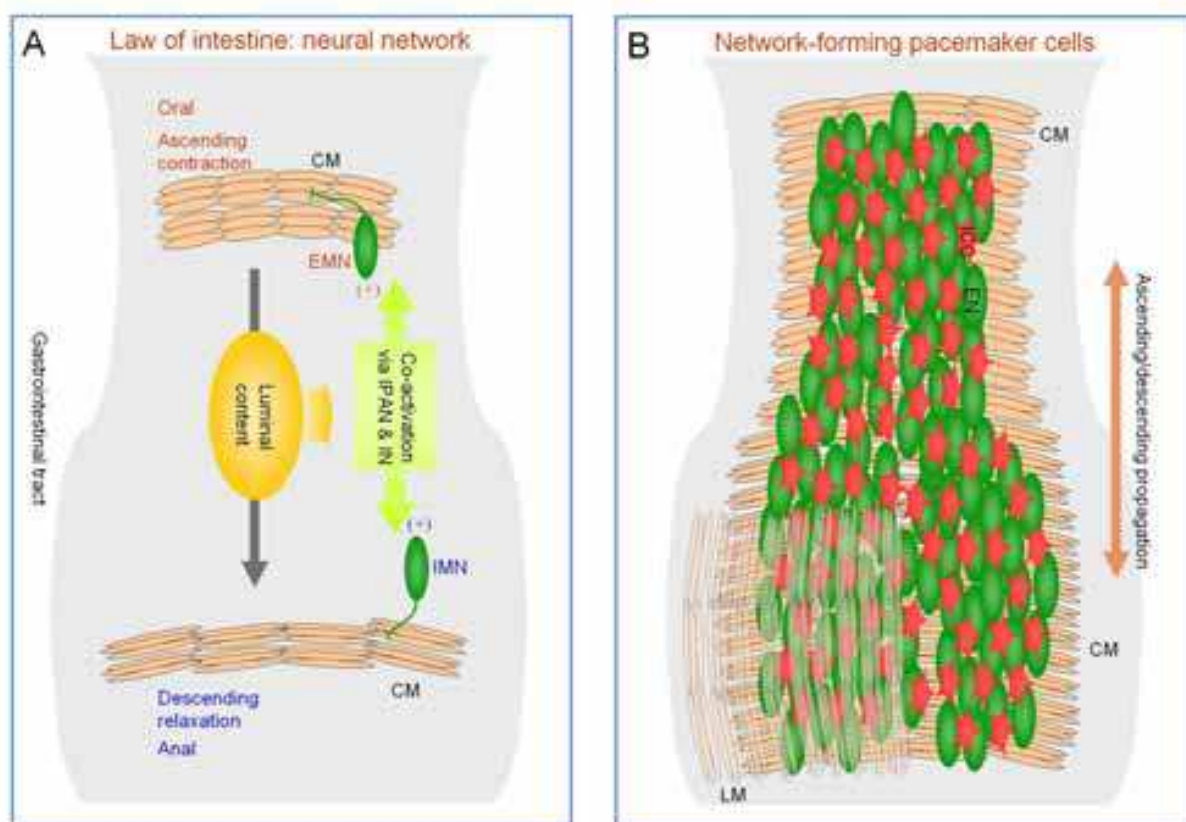 A
Law of intestine: neural network
Oral
Ascending
contraction
CM
EMN
(+)
Gastrointestinal tract
Luminal
content
Co-activation
via IPAN & IN
(+)
IMN
CM
Descending
relaxation
Anal
B
Network-forming pacemaker cells
CM
ICC
EN
Ascending/descending propagation
CM
LM